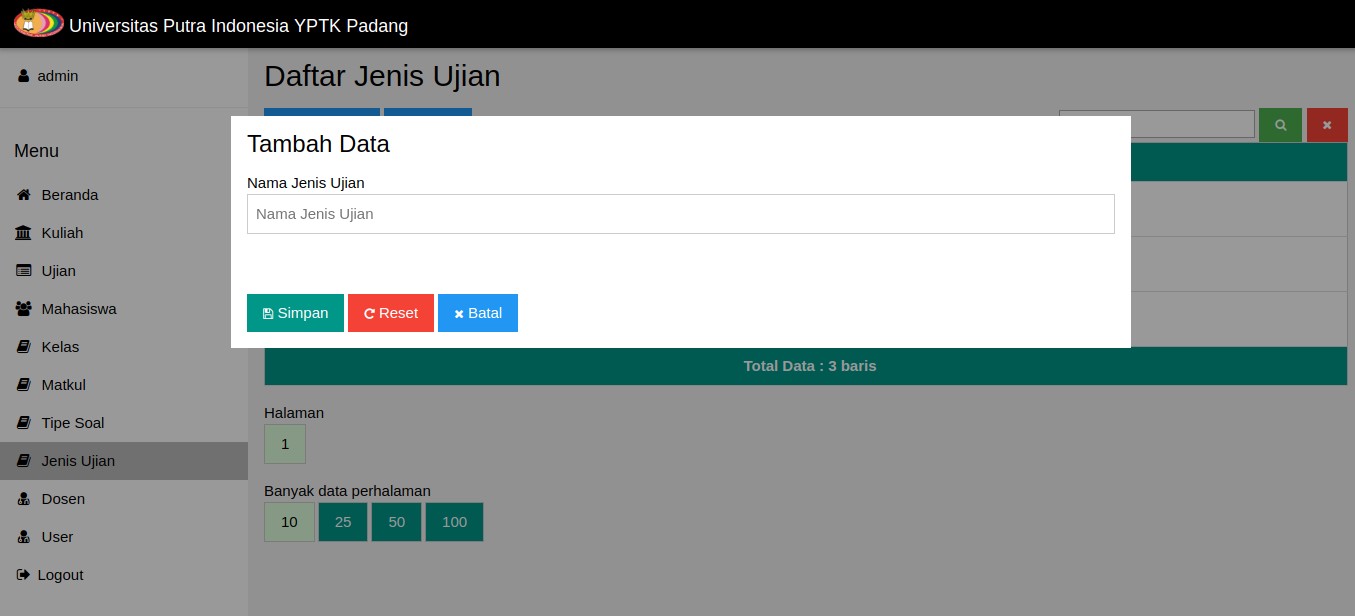 Universitas Putra Indonesia YPTK Padang
admin
Menu
Beranda
Kuliah
Ujian
Mahasiswa
Kelas
Matkul
Tipe Soal
Jenis Ujian
Dosen
User
Logout
Daftar Jenis Ujian
Tambah Data
Nama Jenis Ujian
Nama Jenis Ujian
Simpan Reset Batal
Total Data : 3 baris
Halaman
1
Banyak data perhalaman
10 25 50 100